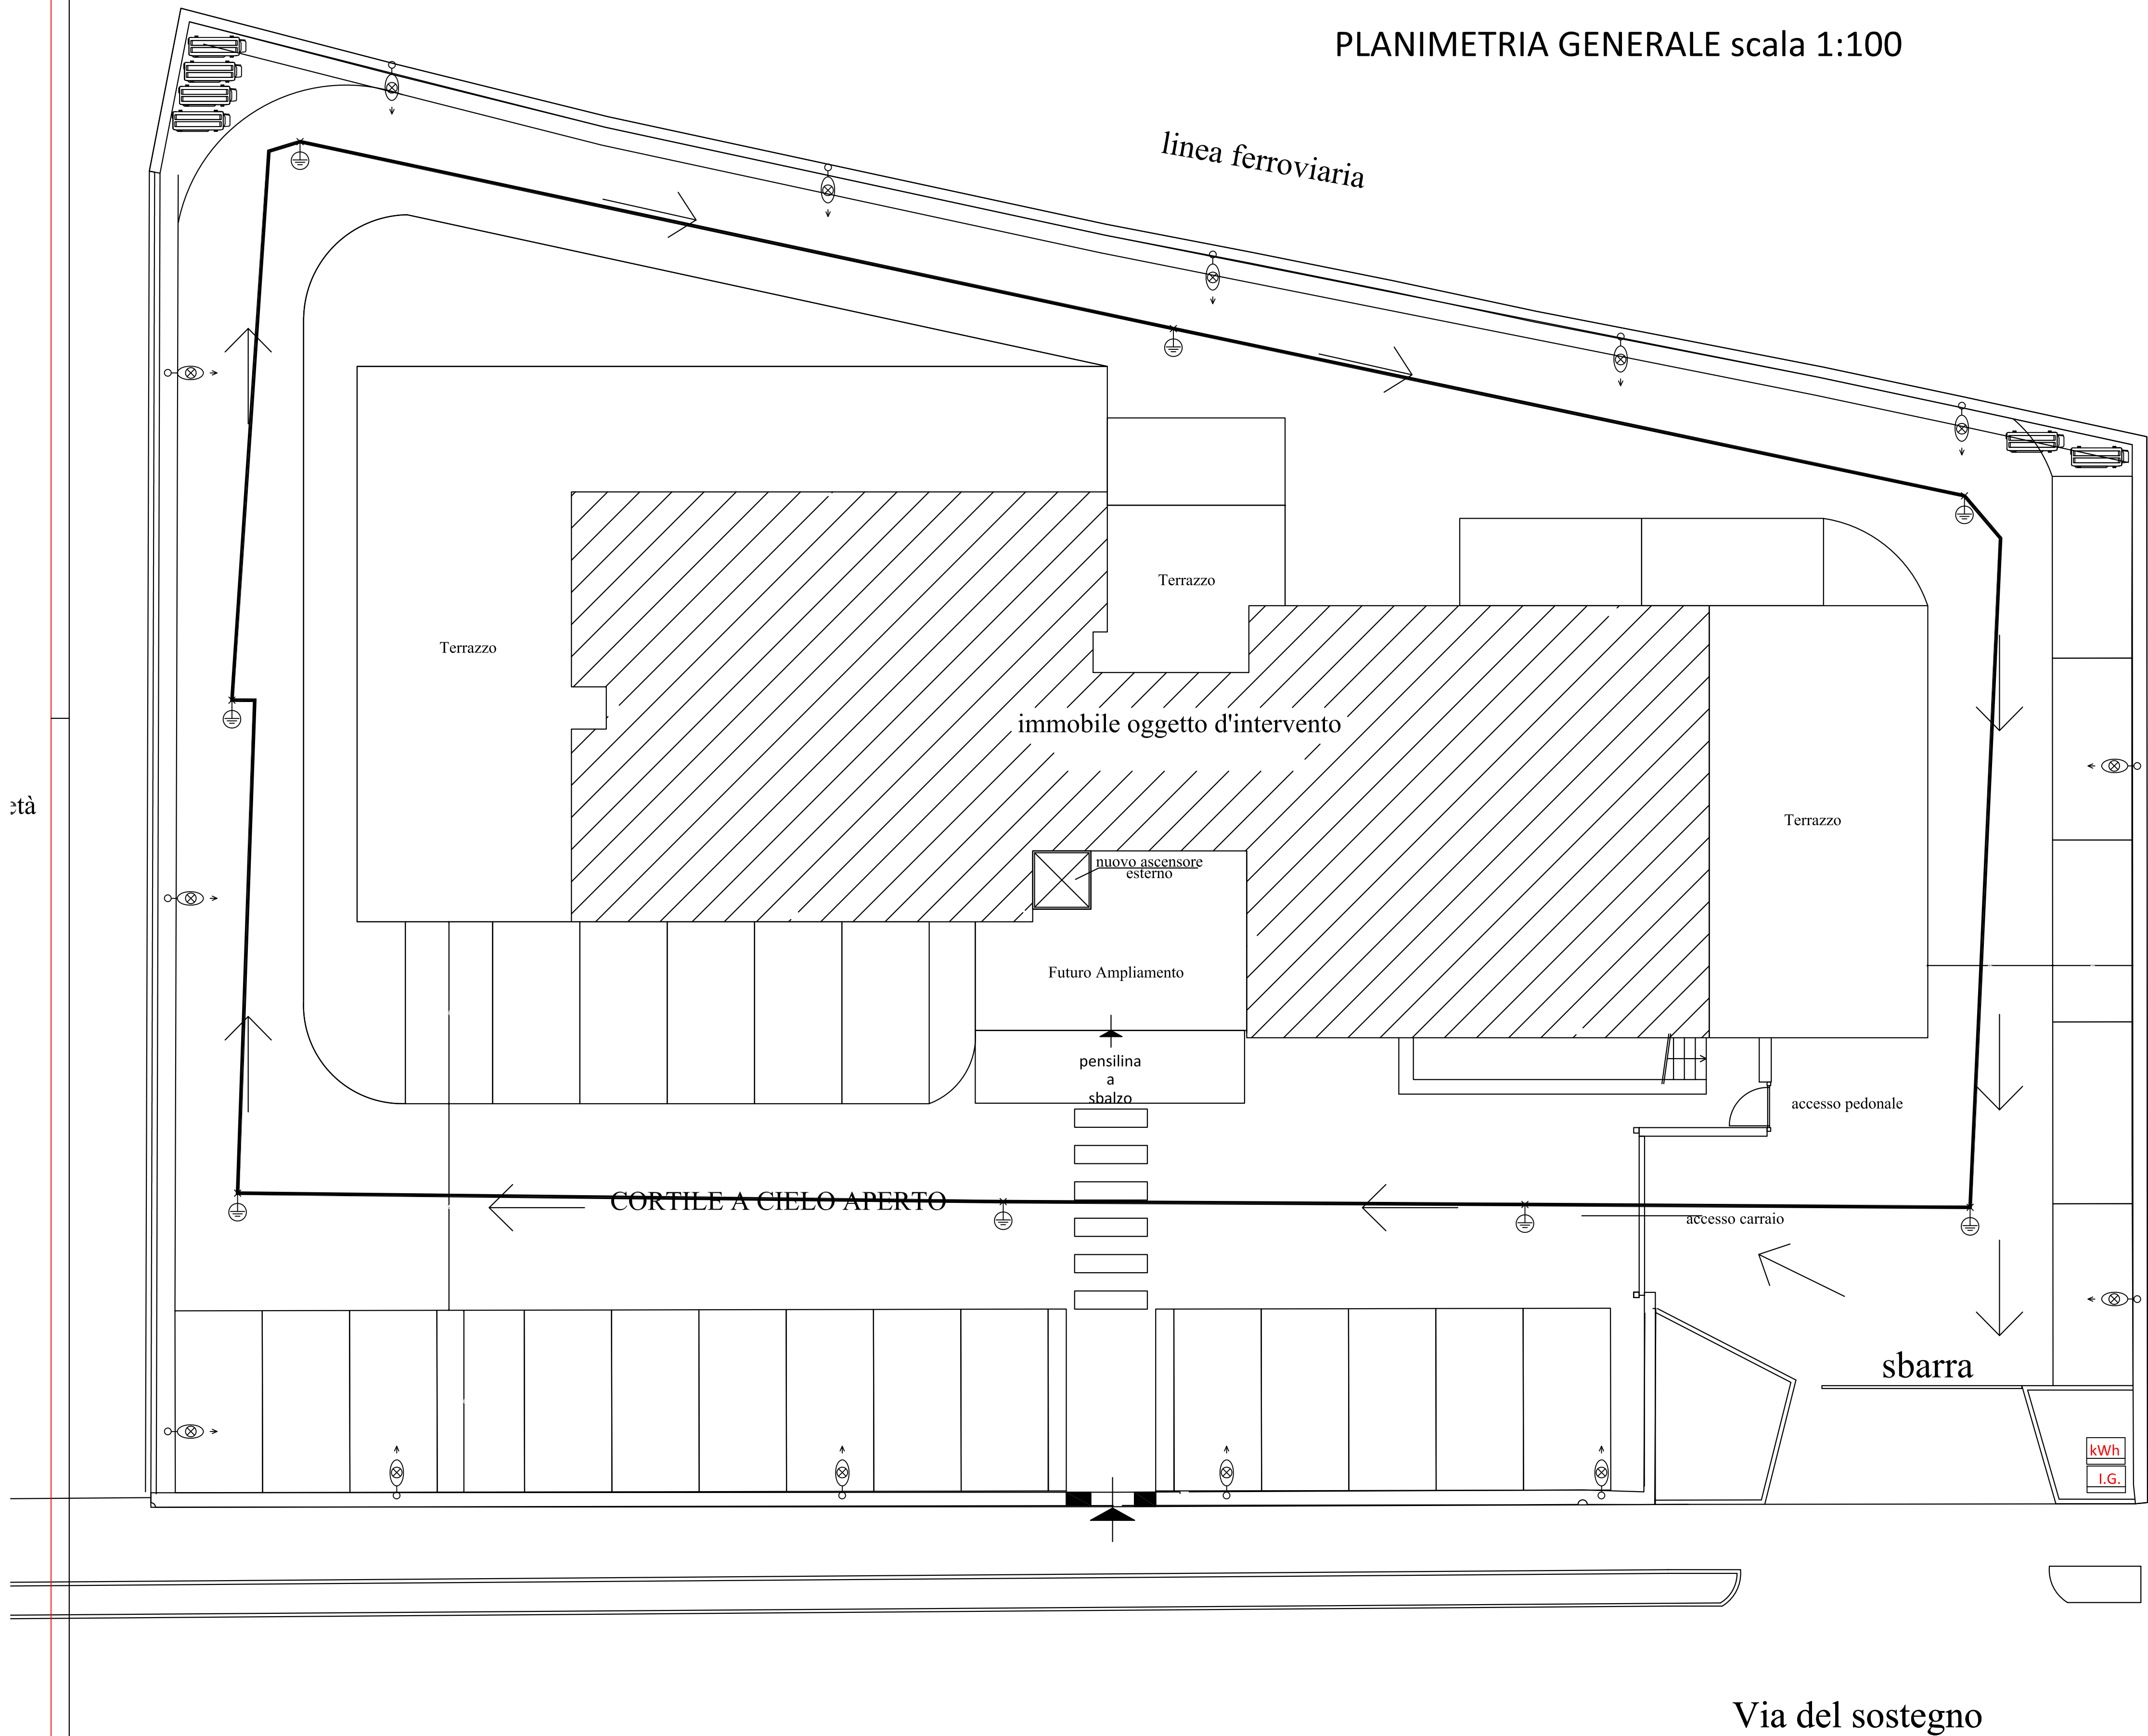 PLANIMETRIA GENERALE scala 1:100
linea ferroviaria
Terrazzo
Terrazzo
immobile oggetto d'intervento
età
Terrazzo
nuovo ascensore
esterno
Futuro Ampliamento
pensilina
a
sbalzo
accesso pedonale
CORTILE A CIELO APERTO
accesso carraio
sbarra
kWh
I.G.
Via del sostegno